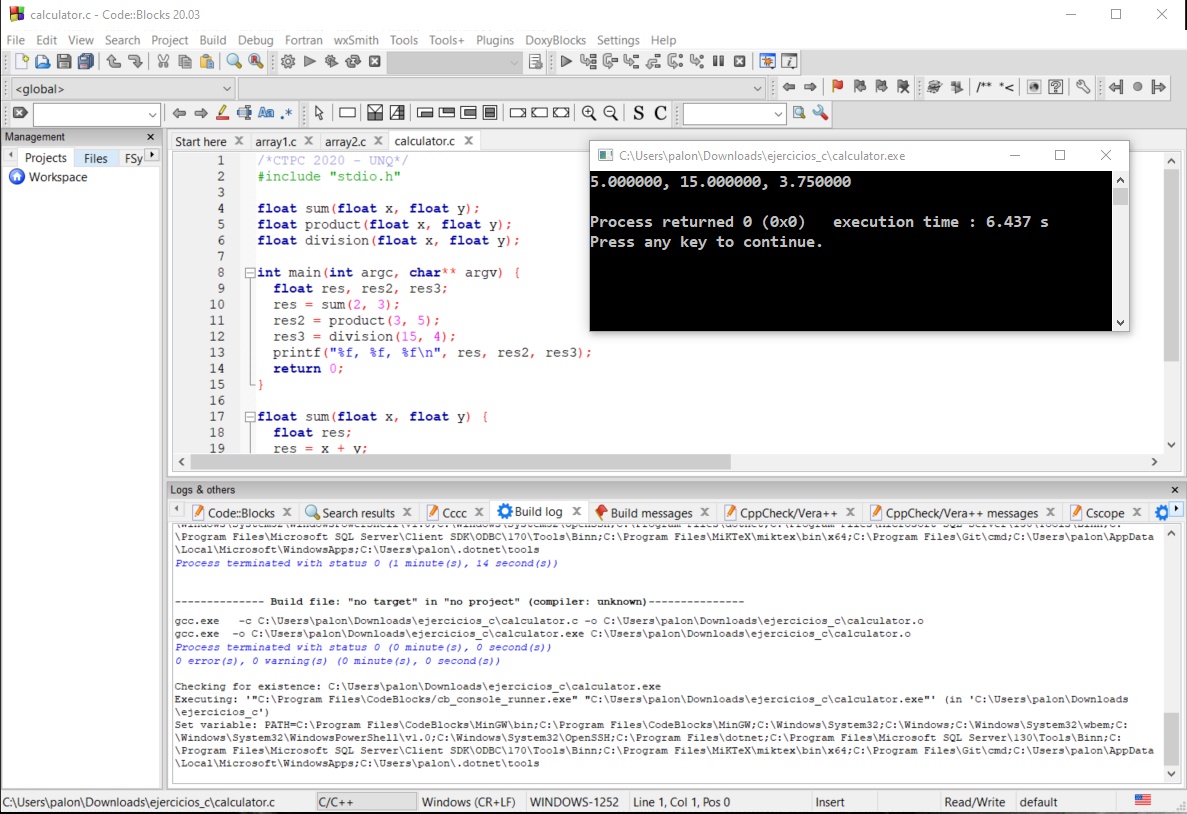 calculator.c - Code::Blocks 20.03
File Edit View Search Project Build Debug Fortran wxSmith Tools Tools+ Plugins DoxyBlocks Settings Help
<global>
/** *<
Aa .*
S C
Management
Projects Files FSy
Workspace
Start here array1.c array2.c calculator.c
1 /*CTPC 2020 - UNQ*/
2 #include "stdio.h"
3
4 float sum(float x, float y);
5 float product(float x, float y);
6 float division(float x, float y);
7
8 int main(int argc, char** argv) {
9 float res, res2, res3;
10 res = sum(2, 3);
11 res2 = product(3, 5);
12 res3 = division(15, 4);
13 printf("%f, %f, %f\n", res, res2, res3);
14 return 0;
15 }
16
17 float sum(float x, float y) {
18 float res;
19 res = x + y;
C:\Users\palon\Downloads\ejercicios_c\calculator.exe
5.000000, 15.000000, 3.750000
Process returned 0 (0x0) execution time : 6.437 s
Press any key to continue.
Logs & others
Code::Blocks Search results Cccc Build log Build messages CppCheck/Vera++ CppCheck/Vera++ messages Cscope
\Program Files\Microsoft SQL Server\Client SDK\ODBC\170\Tools\Binn;C:\Program Files\MiKTeX\miktex\bin\x64;C:\Program Files\Git\cmd;C:\Users\palon\AppData
\Local\Microsoft\WindowsApps;C:\Users\palon\.dotnet\tools
Process terminated with status 0 (1 minute(s), 14 second(s))
-------------- Build file: "no target" in "no project" (compiler: unknown)---------------
gcc.exe -c C:\Users\palon\Downloads\ejercicios_c\calculator.c -o C:\Users\palon\Downloads\ejercicios_c\calculator.o
gcc.exe -o C:\Users\palon\Downloads\ejercicios_c\calculator.exe C:\Users\palon\Downloads\ejercicios_c\calculator.o
Process terminated with status 0 (0 minute(s), 0 second(s))
0 error(s), 0 warning(s) (0 minute(s), 0 second(s))
Checking for existence: C:\Users\palon\Downloads\ejercicios_c\calculator.exe
Executing: '"C:\Program Files\CodeBlocks/cb_console_runner.exe" "C:\Users\palon\Downloads\ejercicios_c\calculator.exe"' (in 'C:\Users\palon\Downloads
\ejercicios_c')
Set variable: PATH=C:\Program Files\CodeBlocks\MinGW\bin;C:\Program Files\CodeBlocks\MinGW;C:\Windows\System32;C:\Windows;C:\Windows\System32\wbem;C:
\Windows\System32\WindowsPowerShell\v1.0;C:\Windows\System32\OpenSSH;C:\Program Files\dotnet;C:\Program Files\Microsoft SQL Server\130\Tools\Binn;C:
\Program Files\Microsoft SQL Server\Client SDK\ODBC\170\Tools\Binn;C:\Program Files\MiKTeX\miktex\bin\x64;C:\Program Files\Git\cmd;C:\Users\palon\AppData
\Local\Microsoft\WindowsApps;C:\Users\palon\.dotnet\tools
C:\Users\palon\Downloads\ejercicios_c\calculator.c C/C++ Windows (CR+LF) WINDOWS-1252 Line 1, Col 1, Pos 0 Insert Read/Write default